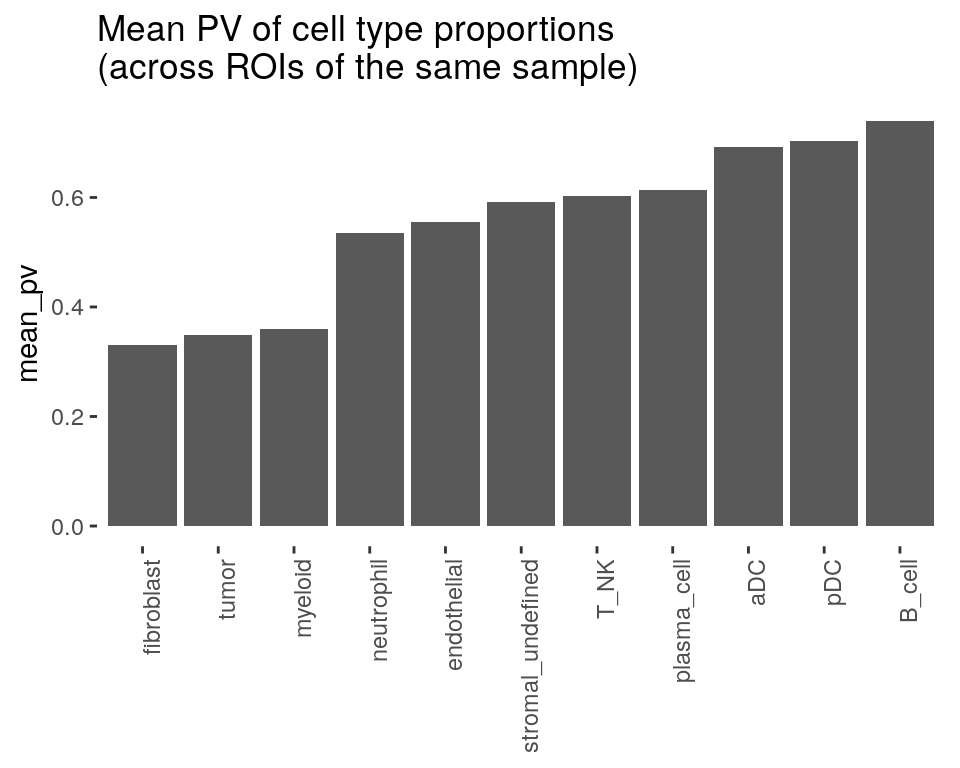 Mean PV of cell type proportions
(across ROIs of the same sample)
mean_pv
0.6
0.4
0.2
0.0
fibroblast
tumor
myeloid
neutrophil
endothelial
stromal_undefined
T_NK
plasma_cell
aDC
pDC
B_cell